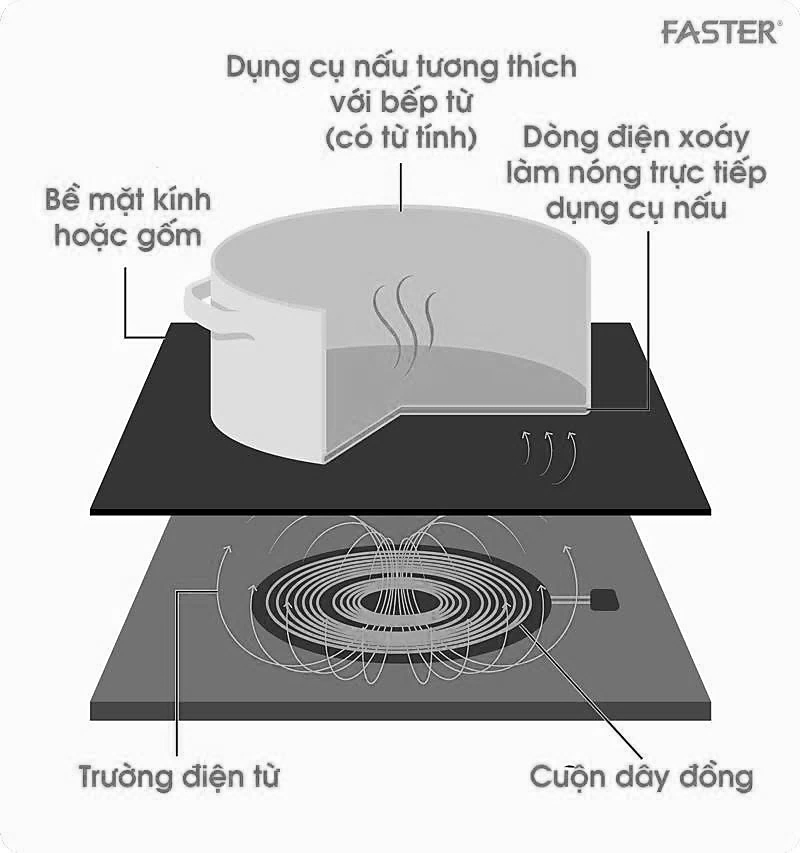 FASTER®
Dụng cụ nấu tương thích
với bếp từ
(có từ tính)
Dòng điện xoáy
làm nóng trực tiếp
dụng cụ nấu
Bề mặt kính
hoặc gốm
Trường điện từ
Cuộn dây đồng